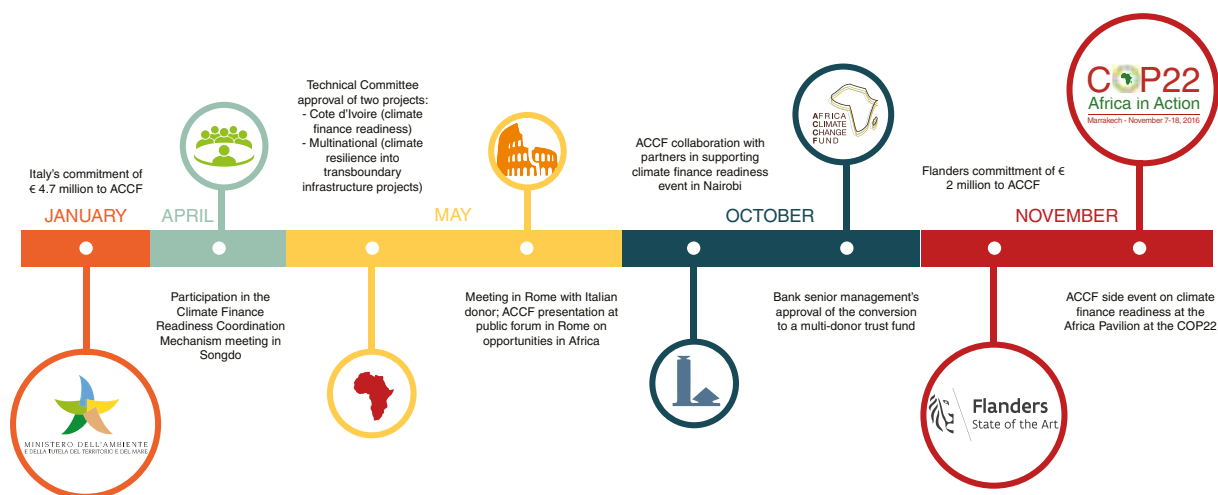 Italy's commitment of
€ 4.7 million to ACCF
JANUARY
MINISTERO DELL'AMBIENTE
E DELLA TUTELA DEL TERRITORIO E DEL MARE
APRIL
Participation in the
Climate Finance
Readiness Coordination
Mechanism meeting in
Songdo
Technical Committee
approval of two projects:
- Cote d'Ivoire (climate
finance readiness)
- Multinational (climate
resilience into
transboundary
infrastructure projects)
MAY
Meeting in Rome with Italian
donor; ACCF presentation at
public forum in Rome on
opportunities in Africa
ACCF collaboration with
partners in supporting
climate finance readiness
event in Nairobi
OCTOBER
AFRICA
CLIMATE
CHANGE
FUND
Bank senior management's
approval of the conversion
to a multi-donor trust fund
Flanders committment of €
2 million to ACCF
NOVEMBER
Flanders
State of the Art
COP22
Africa in Action
Marrakech - November 7-18, 2016
ACCF side event on climate
finance readiness at the
Africa Pavilion at the COP22